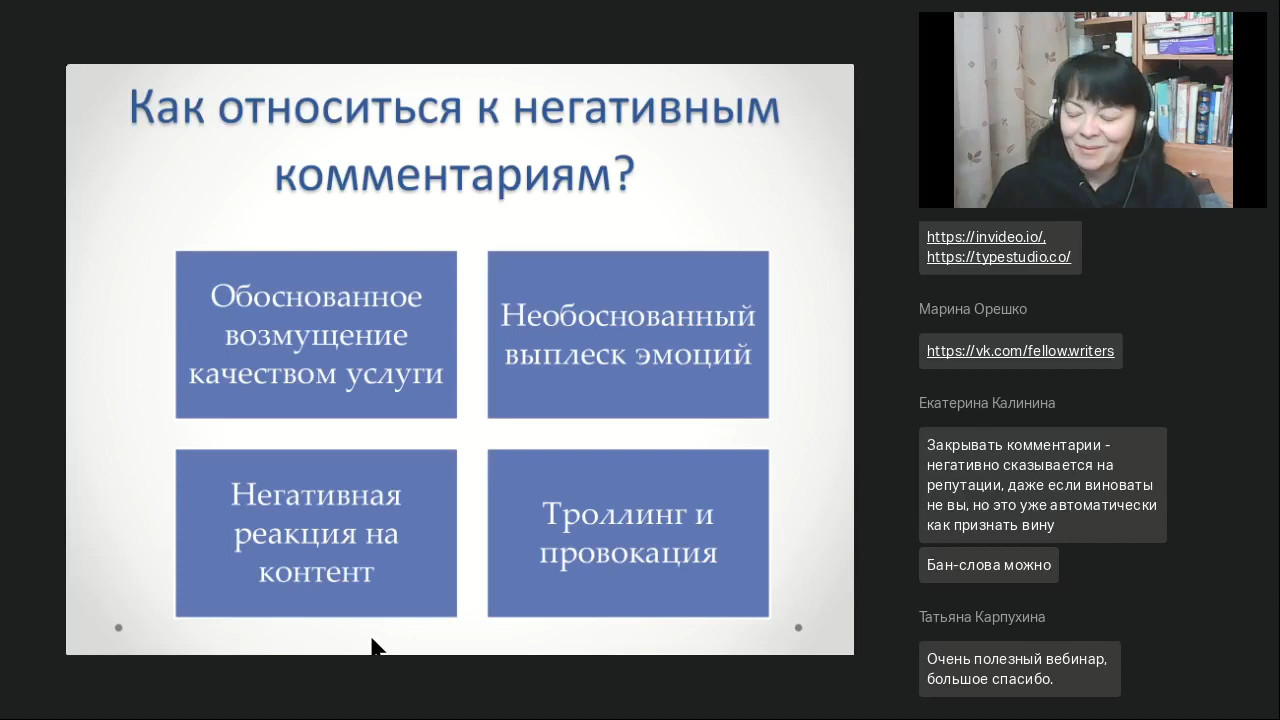 Как относиться к негативным
комментариям?
Обоснованное
возмущение
качеством услуги
Необоснованный
выплеск эмоций
Негативная
реакция на
контент
Троллинг и
провокация
https://invideo.io/,
https://typestudio.co/
Марина Орешко
https://vk.com/fellow.writers
Екатерина Калинина
Закрывать комментарии -
негативно сказывается на
репутации, даже если виноваты
не вы, но это уже автоматически
как признать вину
Бан-слова можно
Татьяна Карпухина
Очень полезный вебинар,
большое спасибо.